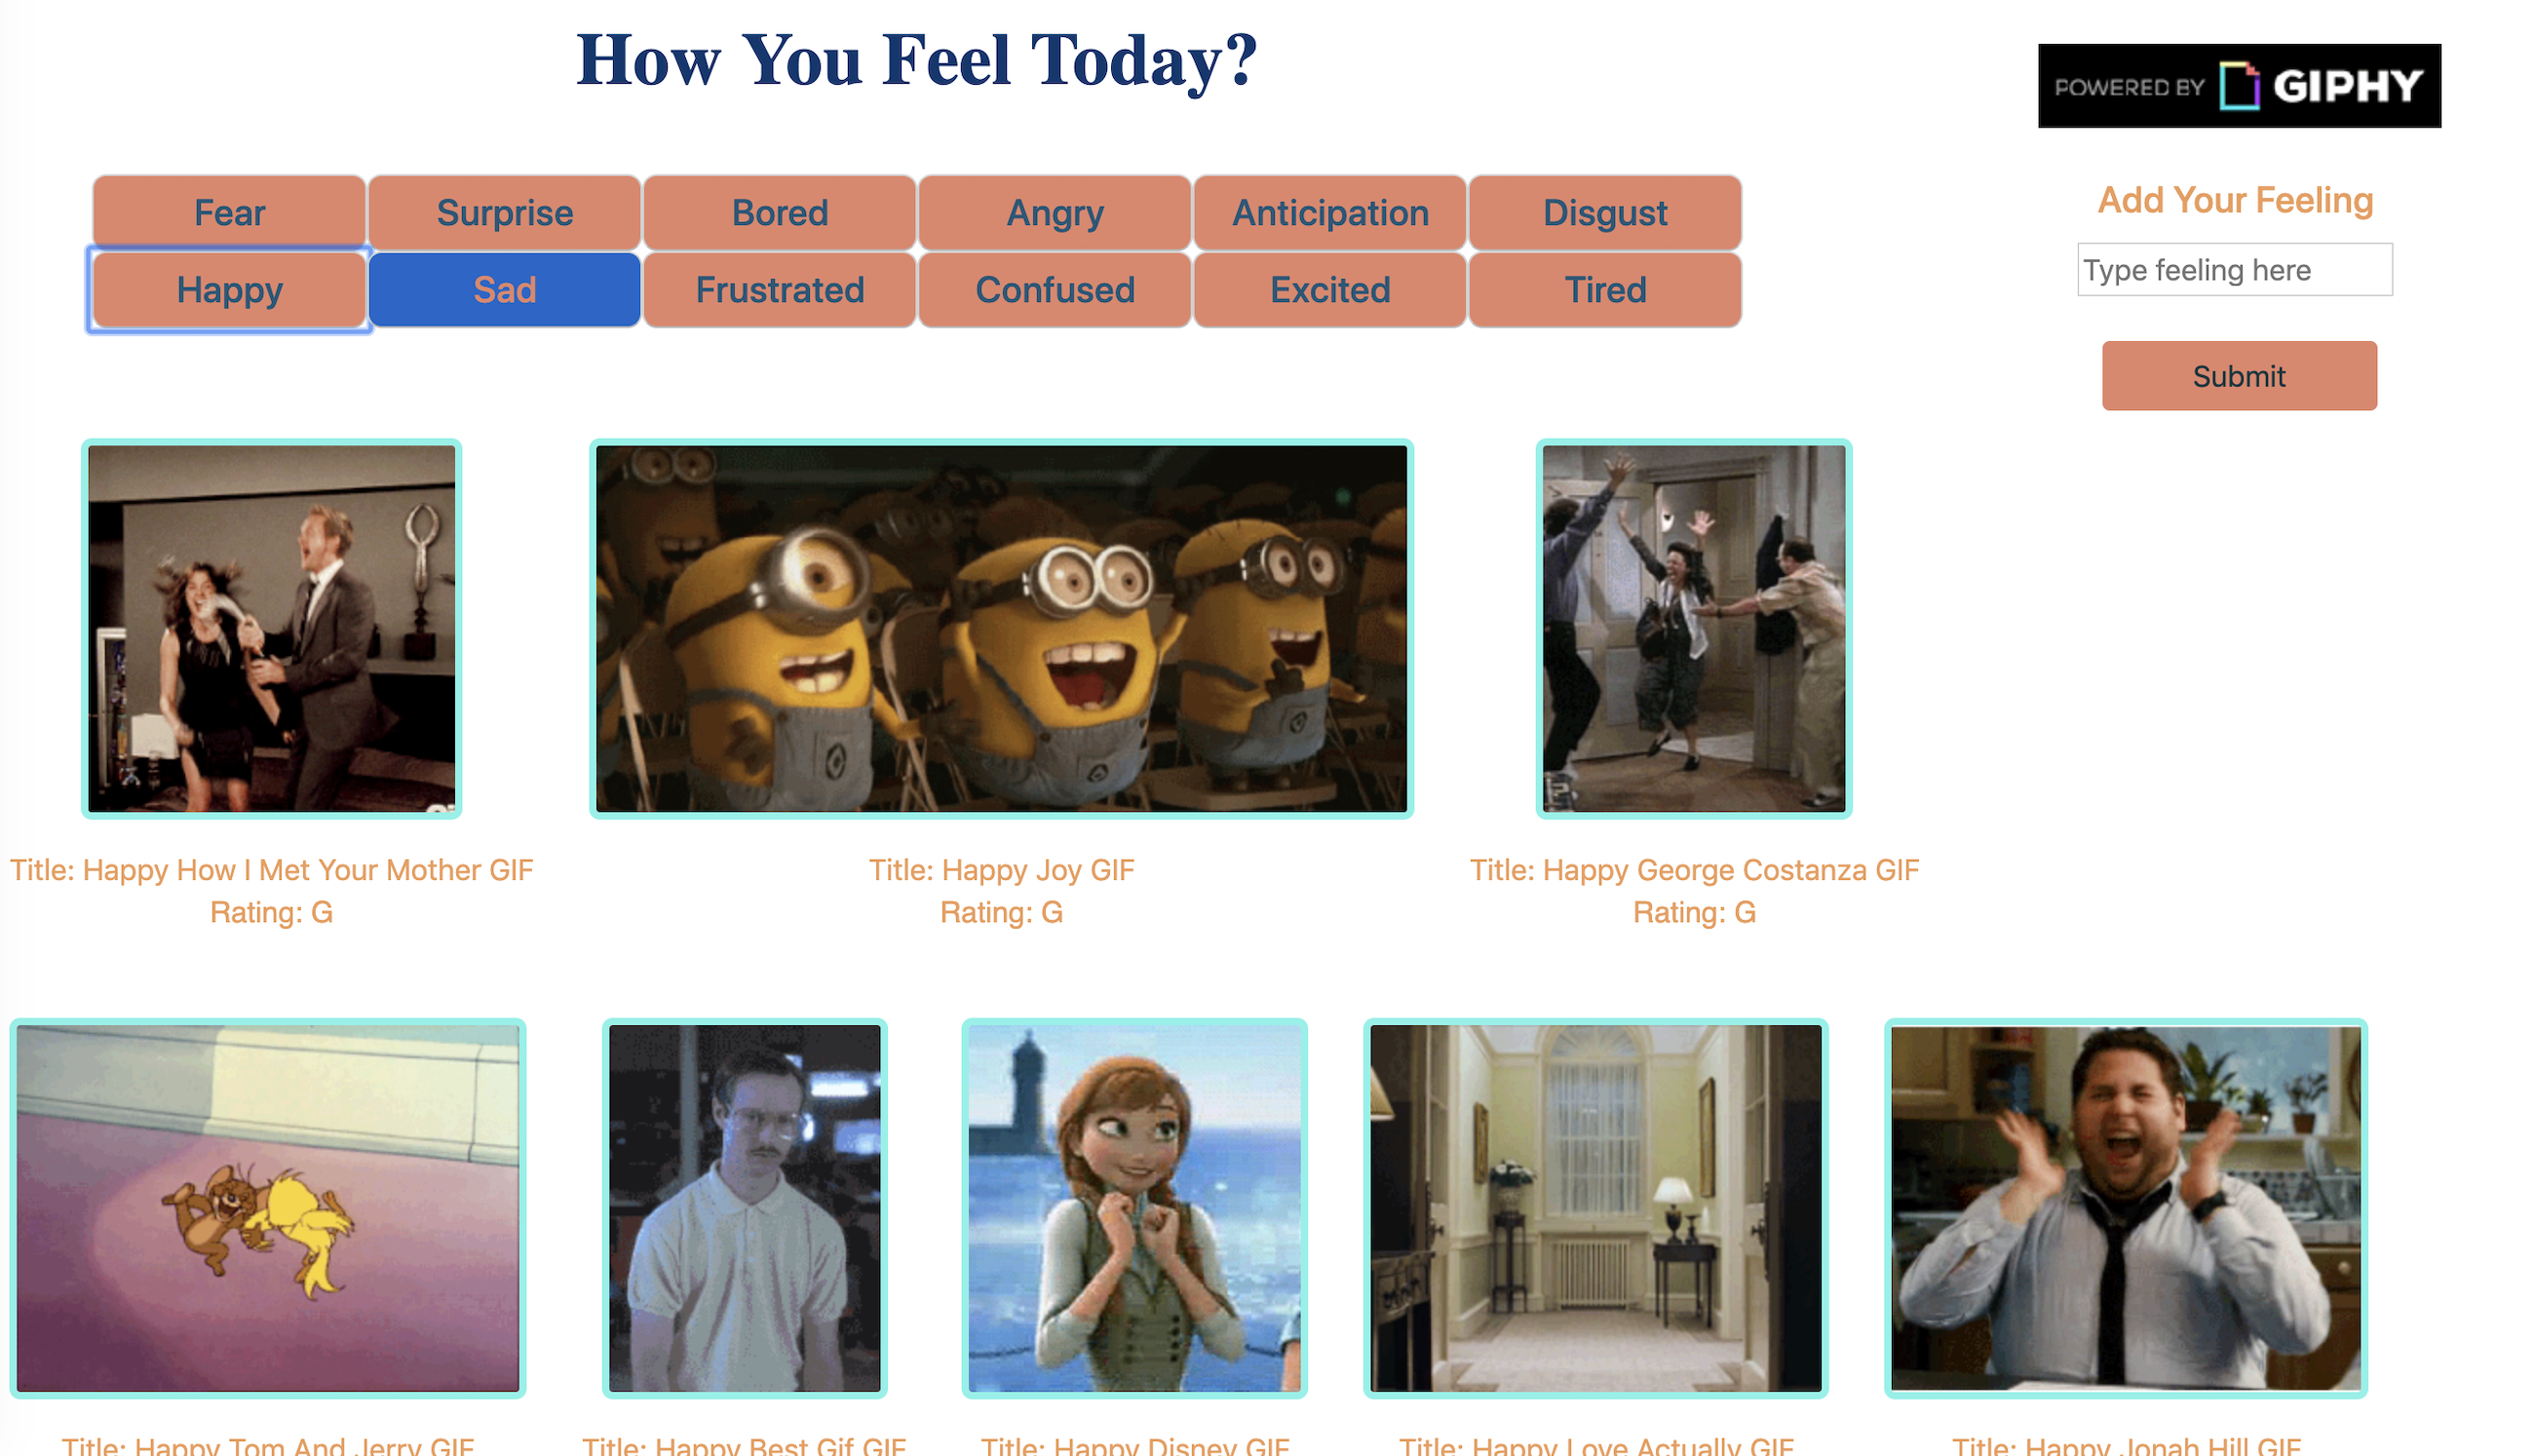 How You Feel Today?
POWERED BY GIPHY
Fear Surprise Bored Angry Anticipation Disgust
Happy Sad Frustrated Confused Excited Tired
Add Your Feeling
Type feeling here
Submit
Title: Happy How I Met Your Mother GIF
Rating: G
Title: Happy Joy GIF
Rating: G
Title: Happy George Costanza GIF
Rating: G
Title: Happy Tom And Jerry GIF
Title: Happy Best Gif GIF
Title: Happy Disney GIF
Title: Happy Love Actually GIF
Title: Happy Jonah Hill GIF